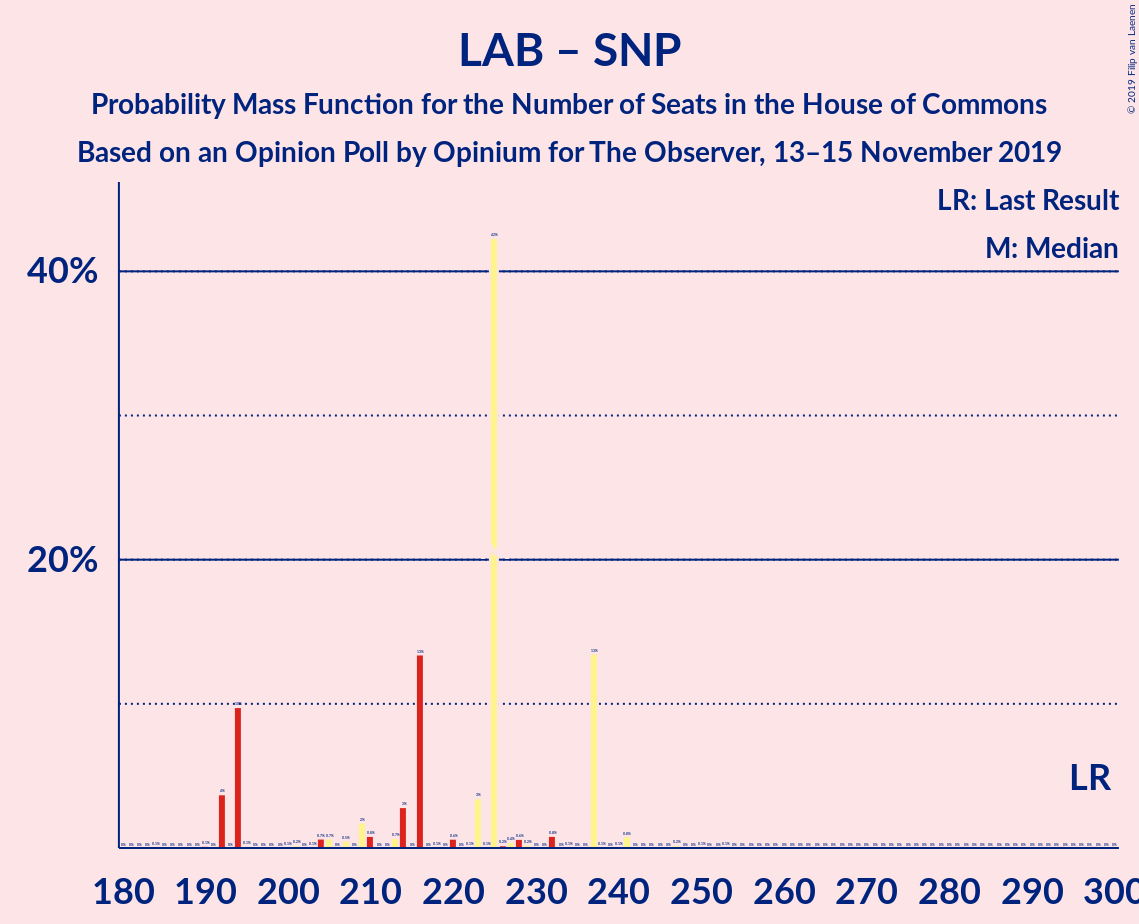 LAB – SNP
Probability Mass Function for the Number of Seats in the House of Commons
Based on an Opinion Poll by Opinium for The Observer, 13–15 November 2019
© 2019 Filip van Laenen
LR: Last Result
M: Median
40%
20%
LR
180 190 200 210 220 230 240 250 260 270 280 290 300